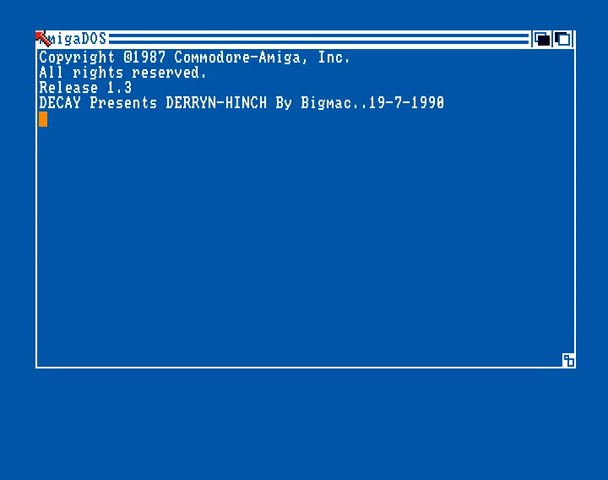 AmigaDOS
Copyright ©1987 Commodore-Amiga, Inc.
All rights reserved.
Release 1.3
DECAY Presents DERRYN-HINCH By Bigmac..19-7-1990